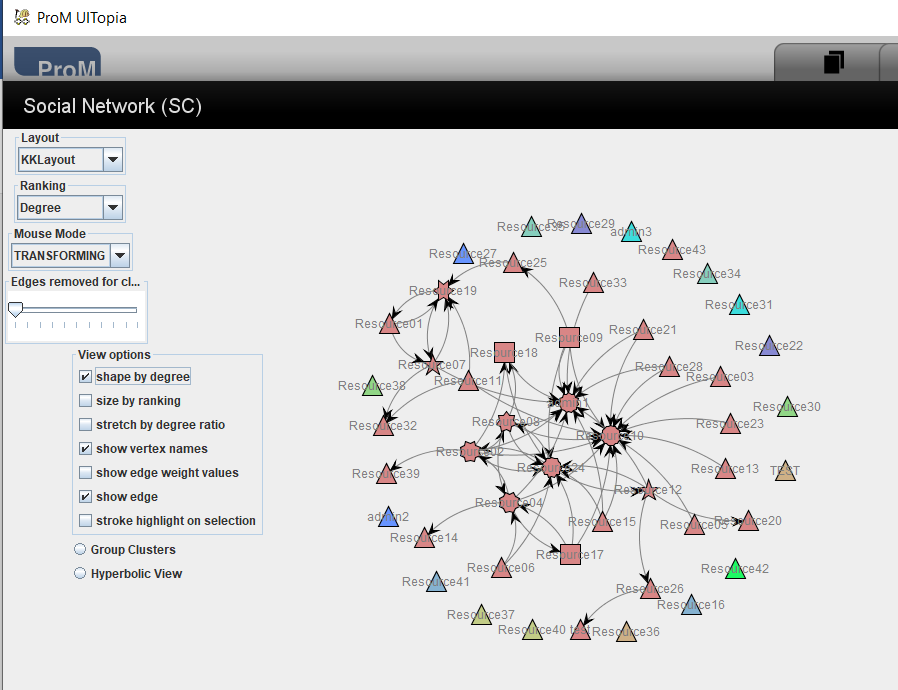 ProM UITopia
ProM
Social Network (SC)
Layout
KKLayout
Ranking
Degree
Mouse Mode
TRANSFORMING
Edges removed for cl...
View options
shape by degree
size by ranking
stretch by degree ratio
show vertex names
show edge weight values
show edge
stroke highlight on selection
Group Clusters
Hyperbolic View
Resource29
admin3
Resource27
Resource43
Resource25
Resource34
Resource33
Resource19
Resource31
Resource01
Resource21
Resource09
Resource22
Resource18
Resource07
Resource28
Resource03
Resource11
Resource38
admin1
Resource30
Resource08
Resource23
Resource32
Resource10
Resource02
Resource24
Resource13
TEST
Resource39
Resource12
Resource04
admin2
Resource15
Resource20
Resource14
Resource17
Resource06
Resource42
Resource41
Resource26
Resource16
Resource37
Resource40
test
Resource36